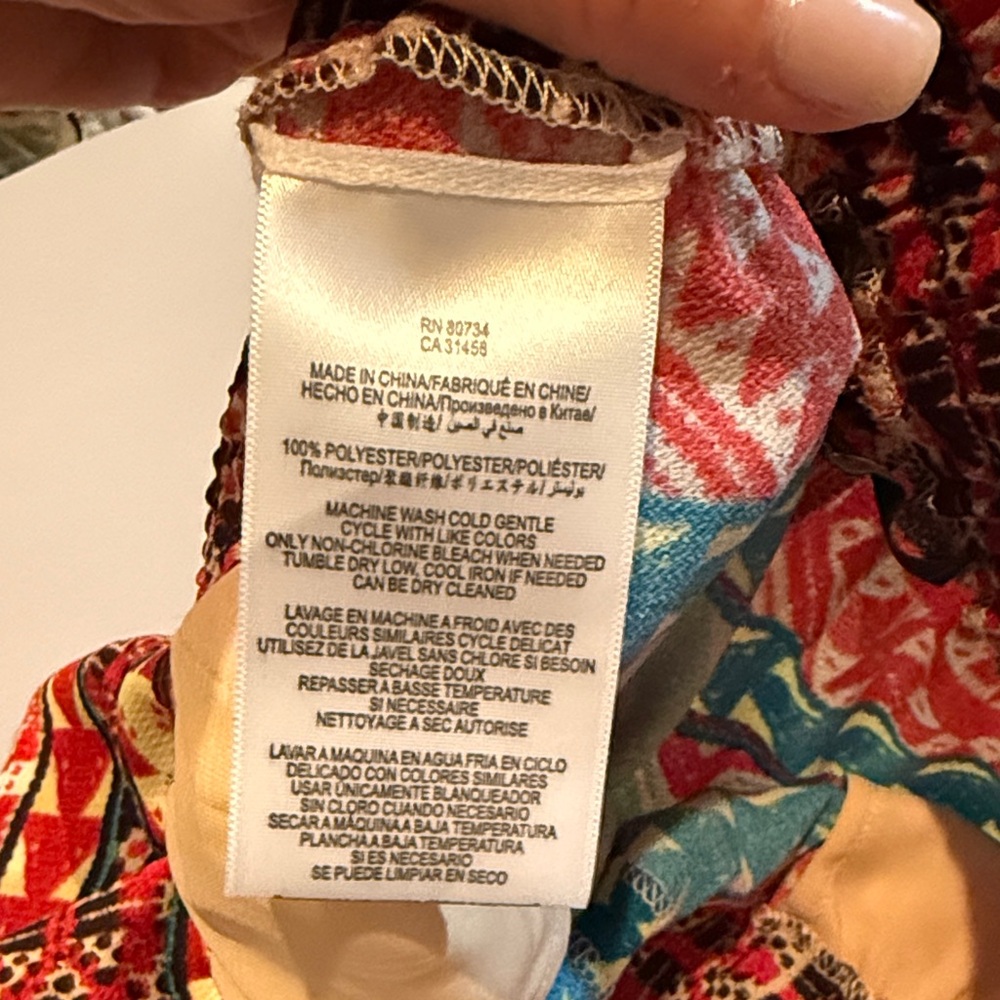 RN 80734
CA 31458
MADE IN CHINA/FABRIQUÉ EN CHINE/
HECHO EN CHINA/Произведено в Китае/
中国制造/ صنع في الصين
100% POLYESTER/POLYESTER/POLIÉSTER/
Полиэстер/聚酯纤维/ポリエステル/ بوليستر
MACHINE WASH COLD GENTLE
CYCLE WITH LIKE COLORS
ONLY NON-CHLORINE BLEACH WHEN NEEDED
TUMBLE DRY LOW, COOL IRON IF NEEDED
CAN BE DRY CLEANED
LAVAGE EN MACHINE A FROID AVEC DES
COULEURS SIMILAIRES CYCLE DELICAT
UTILISEZ DE LA JAVEL SANS CHLORE SI BESOIN
SECHAGE DOUX
REPASSER A BASSE TEMPERATURE
SI NECESSAIRE
NETTOYAGE A SEC AUTORISE
LAVAR A MAQUINA EN AGUA FRIA EN CICLO
DELICADO CON COLORES SIMILARES
USAR ÚNICAMENTE BLANQUEADOR
SIN CLORO CUANDO NECESARIO
SECAR A MÁQUINA A BAJA TEMPERATURA
PLANCHA A BAJA TEMPERATURA
SI ES NECESARIO
SE PUEDE LIMPIAR EN SECO